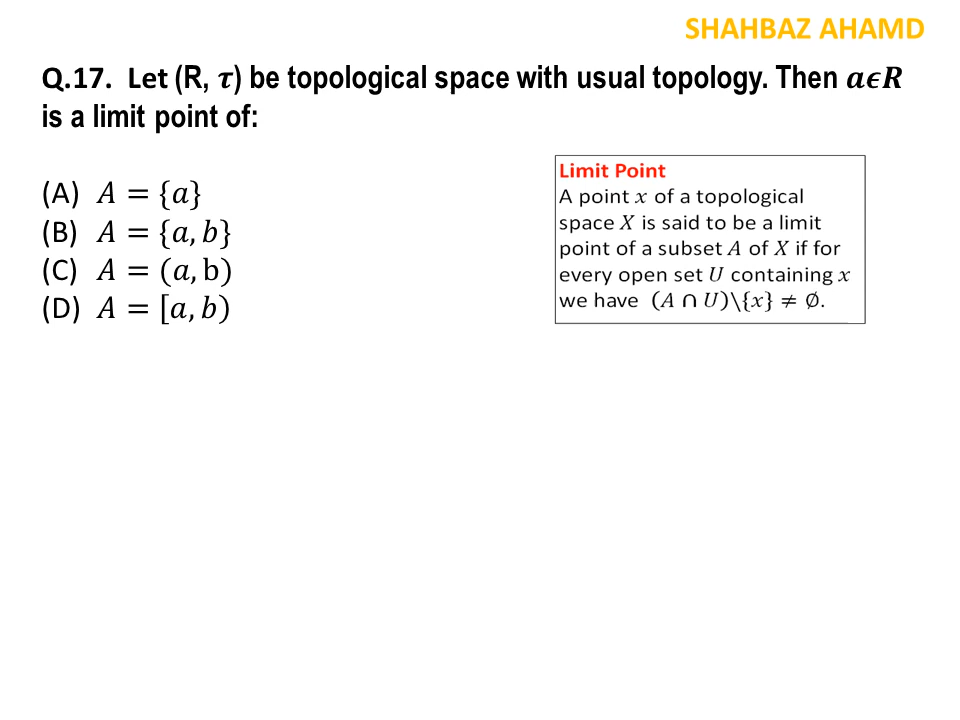 SHAHBAZ AHAMD
Q.17. Let (R, 𝝉) be topological space with usual topology. Then 𝒂𝝐𝑹
is a limit point of:
(A) 𝐴 = {𝑎}
(B) 𝐴 = {𝑎, 𝑏}
(C) 𝐴 = (𝑎, b)
(D) 𝐴 = [𝑎, 𝑏)
Limit Point
A point 𝑥 of a topological
space 𝑋 is said to be a limit
point of a subset 𝐴 of 𝑋 if for
every open set 𝑈 containing 𝑥
we have (𝐴 ∩ 𝑈)\{𝑥} ≠ ∅.